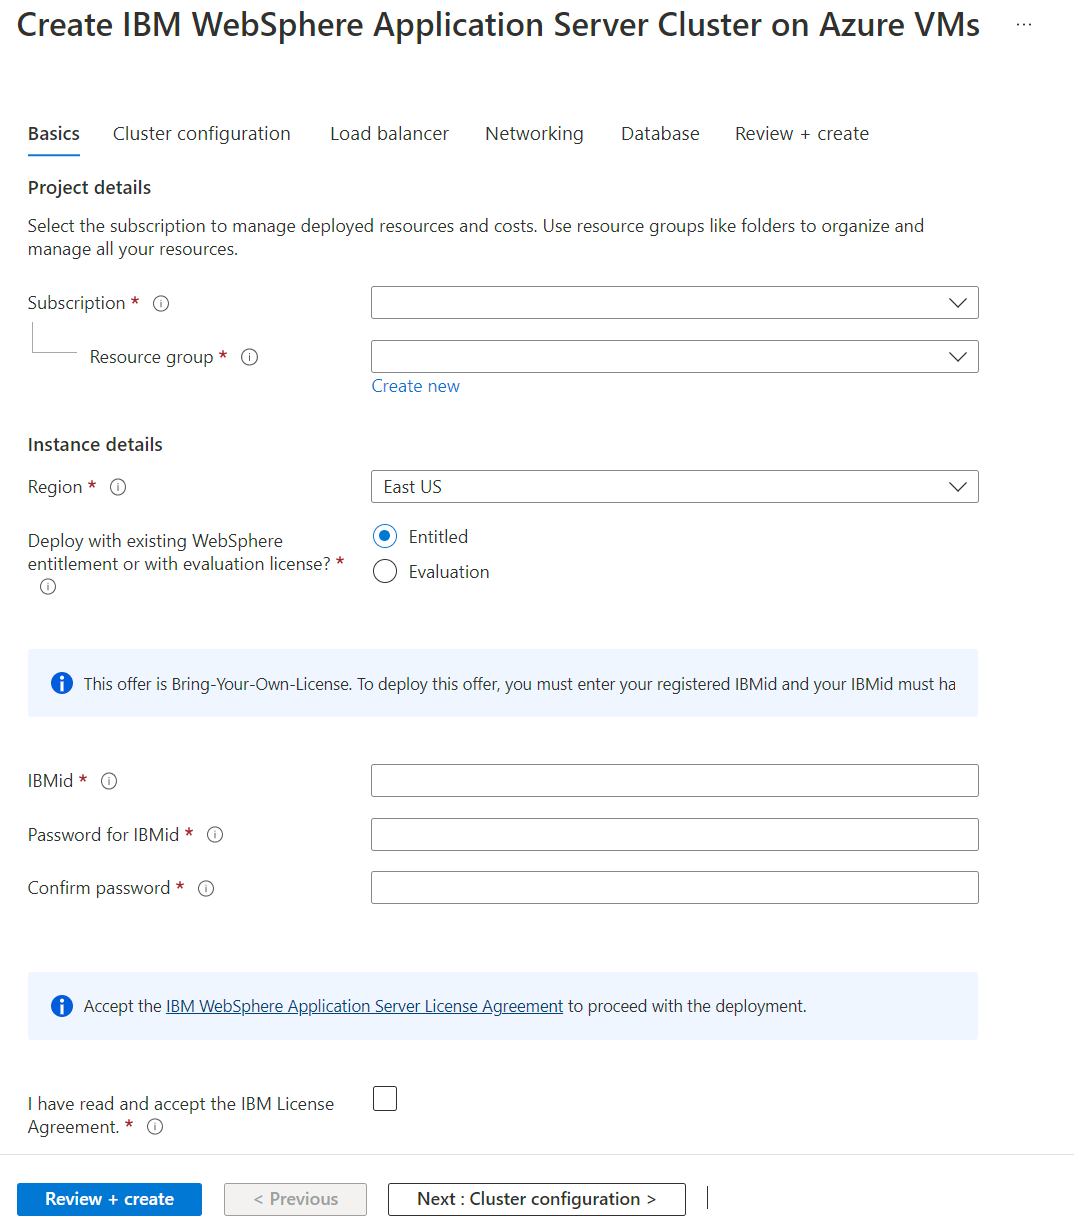 Create IBM WebSphere Application Server Cluster on Azure VMs ...
Basics Cluster configuration Load balancer Networking Database Review + create
Project details
Select the subscription to manage deployed resources and costs. Use resource groups like folders to organize and
manage all your resources.
Subscription *
Resource group *
Create new
Instance details
Region * East US
Deploy with existing WebSphere
entitlement or with evaluation license? *
Entitled
Evaluation
This offer is Bring-Your-Own-License. To deploy this offer, you must enter your registered IBMid and your IBMid must ha
IBMid *
Password for IBMid *
Confirm password *
Accept the IBM WebSphere Application Server License Agreement to proceed with the deployment.
I have read and accept the IBM License
Agreement. *
Review + create < Previous Next : Cluster configuration >